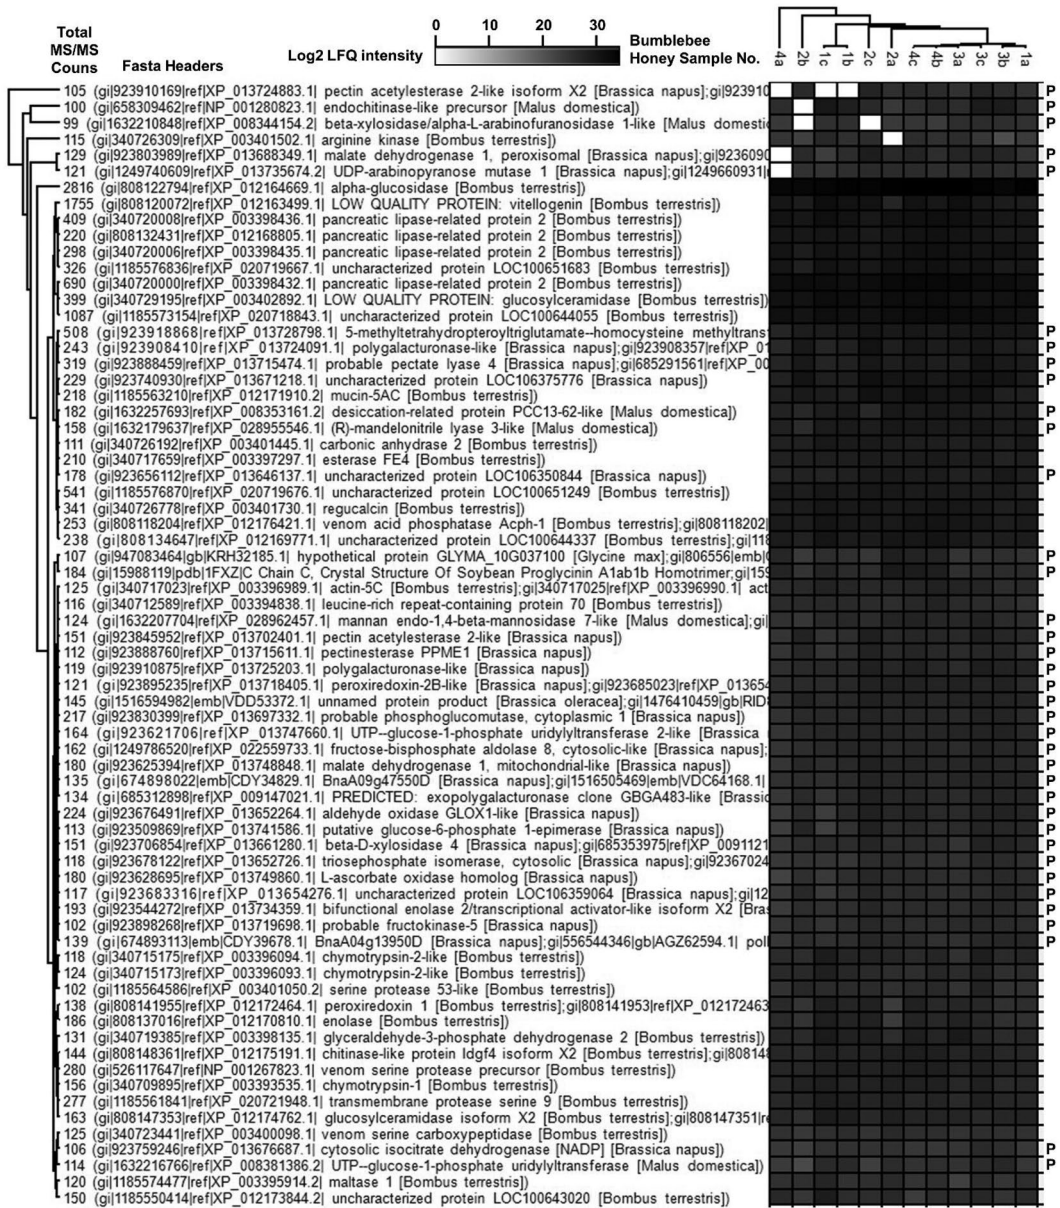 Total
MS/MS
Couns
Fasta Headers
0 10 20 30
Log2 LFQ intensity
Bumblebee
Honey Sample No.
4a 2b 1c 1b 2c 2a 4c 4b 3a 3c 3b 1a
105 (gi|923910169|ref|XP_013724883.1| pectin acetylesterase 2-like isoform X2 [Brassica napus];gi|923910 P
100 (gi|658309462|ref|NP_001280823.1| endochitinase-like precursor [Malus domestica]) P
99 (gi|1632210848|ref|XP_008344154.2| beta-xylosidase/alpha-L-arabinofuranosidase 1-like [Malus domestic P
115 (gi|340726309|ref|XP_003401502.1| arginine kinase [Bombus terrestris])
129 (gi|923803989|ref|XP_013688349.1| malate dehydrogenase 1, peroxisomal [Brassica napus];gi|9236090 P
121 (gi|1249740609|ref|XP_013735674.2| UDP-arabinopyranose mutase 1 [Brassica napus];gi|1249660931| P
2816 (gi|808122794|ref|XP_012164669.1| alpha-glucosidase [Bombus terrestris])
1755 (gi|808120072|ref|XP_012163499.1| LOW QUALITY PROTEIN: vitellogenin [Bombus terrestris])
409 (gi|340720008|ref|XP_003398436.1| pancreatic lipase-related protein 2 [Bombus terrestris])
220 (gi|808132431|ref|XP_012168805.1| pancreatic lipase-related protein 2 [Bombus terrestris])
298 (gi|340720006|ref|XP_003398435.1| pancreatic lipase-related protein 2 [Bombus terrestris])
326 (gi|1185576836|ref|XP_020719667.1| uncharacterized protein LOC100651683 [Bombus terrestris])
690 (gi|340720000|ref|XP_003398432.1| pancreatic lipase-related protein 2 [Bombus terrestris])
399 (gi|340729195|ref|XP_003402892.1| LOW QUALITY PROTEIN: glucosylceramidase [Bombus terrestris])
1087 (gi|1185573154|ref|XP_020718843.1| uncharacterized protein LOC100644055 [Bombus terrestris])
508 (gi|923918868|ref|XP_013728798.1| 5-methyltetrahydropteroyltriglutamate--homocysteine methyltrans P
243 (gi|923908410|ref|XP_013724091.1| polygalacturonase-like [Brassica napus];gi|923908357|ref|XP_01 P
319 (gi|923888459|ref|XP_013715474.1| probable pectate lyase 4 [Brassica napus];gi|685291561|ref|XP_00 P
229 (gi|923740930|ref|XP_013671218.1| uncharacterized protein LOC106375776 [Brassica napus]) P
218 (gi|1185563210|ref|XP_012171910.2| mucin-5AC [Bombus terrestris])
182 (gi|1632257693|ref|XP_008353161.2| desiccation-related protein PCC13-62-like [Malus domestica]) P
158 (gi|1632179637|ref|XP_028955546.1| (R)-mandelonitrile lyase 3-like [Malus domestica]) P
111 (gi|340726192|ref|XP_003401445.1| carbonic anhydrase 2 [Bombus terrestris])
210 (gi|340717659|ref|XP_003397297.1| esterase FE4 [Bombus terrestris])
178 (gi|923656112|ref|XP_013646137.1| uncharacterized protein LOC106350844 [Brassica napus]) P
541 (gi|1185576870|ref|XP_020719676.1| uncharacterized protein LOC100651249 [Bombus terrestris])
341 (gi|340726778|ref|XP_003401730.1| regucalcin [Bombus terrestris])
253 (gi|808118204|ref|XP_012176421.1| venom acid phosphatase Acph-1 [Bombus terrestris];gi|808118202|
238 (gi|808134647|ref|XP_012169771.1| uncharacterized protein LOC100644337 [Bombus terrestris];gi|118
107 (gi|947083464|gb|KRH32185.1| hypothetical protein GLYMA_10G037100 [Glycine max];gi|806556|emb| P
184 (gi|15988119|pdb|1FXZ|C Chain C, Crystal Structure Of Soybean Proglycinin A1ab1b Homotrimer;gi|159 P
125 (gi|340717023|ref|XP_003396989.1| actin-5C [Bombus terrestris];gi|340717025|ref|XP_003396990.1| act
116 (gi|340712589|ref|XP_003394838.1| leucine-rich repeat-containing protein 70 [Bombus terrestris])
124 (gi|1632207704|ref|XP_028962457.1| mannan endo-1,4-beta-mannosidase 7-like [Malus domestica];gi| P
151 (gi|923845952|ref|XP_013702401.1| pectin acetylesterase 2-like [Brassica napus]) P
112 (gi|923888760|ref|XP_013715611.1| pectinesterase PPME1 [Brassica napus]) P
119 (gi|923910875|ref|XP_013725203.1| polygalacturonase-like [Brassica napus]) P
121 (gi|923895235|ref|XP_013718405.1| peroxiredoxin-2B-like [Brassica napus];gi|923685023|ref|XP_013654 P
145 (gi|1516594982|emb|VDD53372.1| unnamed protein product [Brassica oleracea];gi|1476410459|gb|RID P
217 (gi|923830399|ref|XP_013697332.1| probable phosphoglucomutase, cytoplasmic 1 [Brassica napus]) P
164 (gi|923621706|ref|XP_013747660.1| UTP--glucose-1-phosphate uridylyltransferase 2-like [Brassica P
162 (gi|1249786520|ref|XP_022559733.1| fructose-bisphosphate aldolase 8, cytosolic-like [Brassica napus]; P
180 (gi|923625394|ref|XP_013748848.1| malate dehydrogenase 1, mitochondrial-like [Brassica napus]) P
135 (gi|674898022|emb|CDY34829.1| BnaA09g47550D [Brassica napus];gi|1516505469|emb|VDC64168.1| P
134 (gi|685312898|ref|XP_009147021.1| PREDICTED: exopolygalacturonase clone GBGA483-like [Brassic P
224 (gi|923676491|ref|XP_013652264.1| aldehyde oxidase GLOX1-like [Brassica napus]) P
113 (gi|923509869|ref|XP_013741586.1| putative glucose-6-phosphate 1-epimerase [Brassica napus]) P
151 (gi|923706854|ref|XP_013661280.1| beta-D-xylosidase 4 [Brassica napus];gi|685353975|ref|XP_0091121 P
118 (gi|923678122|ref|XP_013652726.1| triosephosphate isomerase, cytosolic [Brassica napus];gi|92367024 P
180 (gi|923628695|ref|XP_013749860.1| L-ascorbate oxidase homolog [Brassica napus]) P
117 (gi|923683316|ref|XP_013654276.1| uncharacterized protein LOC106359064 [Brassica napus];gi|12 P
193 (gi|923544272|ref|XP_013734359.1| bifunctional enolase 2/transcriptional activator-like isoform X2 [Bras P
102 (gi|923898268|ref|XP_013719698.1| probable fructokinase-5 [Brassica napus]) P
139 (gi|674893113|emb|CDY39678.1| BnaA04g13950D [Brassica napus];gi|556544346|gb|AGZ62594.1| poll P
118 (gi|340715175|ref|XP_003396094.1| chymotrypsin-2-like [Bombus terrestris])
124 (gi|340715173|ref|XP_003396093.1| chymotrypsin-2-like [Bombus terrestris])
102 (gi|1185564586|ref|XP_003401050.2| serine protease 53-like [Bombus terrestris])
138 (gi|808141955|ref|XP_012172464.1| peroxiredoxin 1 [Bombus terrestris];gi|808141953|ref|XP_012172463
186 (gi|808137016|ref|XP_012170810.1| enolase [Bombus terrestris])
131 (gi|340719385|ref|XP_003398135.1| glyceraldehyde-3-phosphate dehydrogenase 2 [Bombus terrestris])
144 (gi|808148361|ref|XP_012175191.1| chitinase-like protein Idgf4 isoform X2 [Bombus terrestris];gi|80814
280 (gi|526117647|ref|NP_001267823.1| venom serine protease precursor [Bombus terrestris])
156 (gi|340709895|ref|XP_003393535.1| chymotrypsin-1 [Bombus terrestris])
277 (gi|1185561841|ref|XP_020721948.1| transmembrane protease serine 9 [Bombus terrestris])
163 (gi|808147353|ref|XP_012174762.1| glucosylceramidase isoform X2 [Bombus terrestris];gi|808147351|r
125 (gi|340723441|ref|XP_003400098.1| venom serine carboxypeptidase [Bombus terrestris])
106 (gi|923759246|ref|XP_013676687.1| cytosolic isocitrate dehydrogenase [NADP] [Brassica napus]) P
114 (gi|1632216766|ref|XP_008381386.2| UTP--glucose-1-phosphate uridylyltransferase [Malus domestica]) P
120 (gi|1185574477|ref|XP_003395914.2| maltase 1 [Bombus terrestris])
150 (gi|1185550414|ref|XP_012173844.2| uncharacterized protein LOC100643020 [Bombus terrestris])